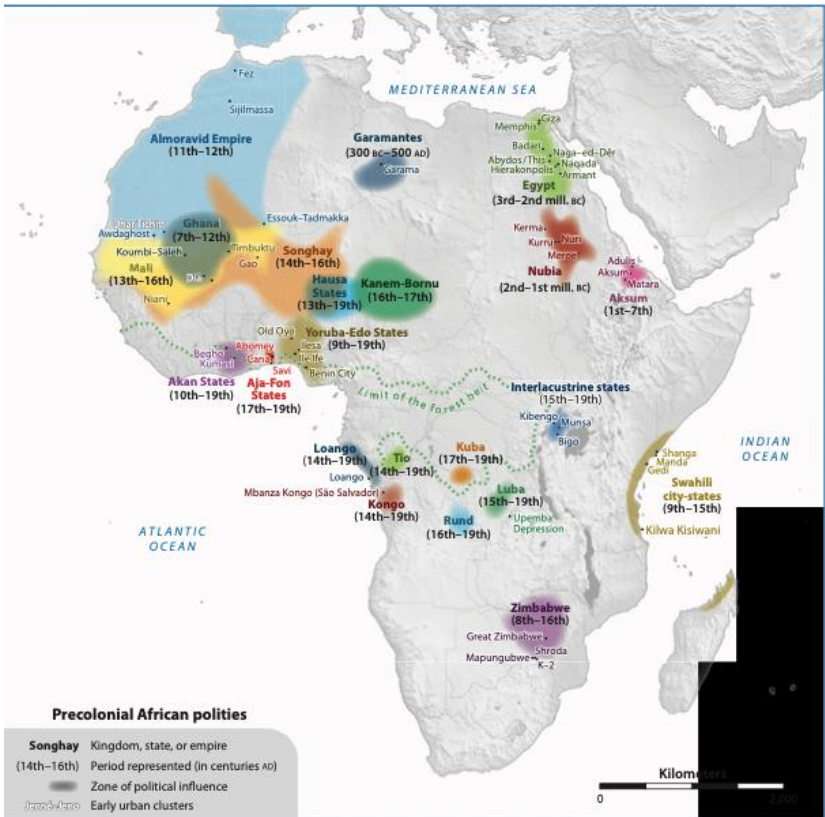 Fez
MEDITERRANEAN SEA
Sijilmassa
Giza
Memphis
Almoravid Empire
(11th–12th)
Garamantes
(300 BC–500 AD)
Garama
Badari
Naga–ed–Dêr
Abydos/This
Naqada
Hierakonpolis
Armant
Egypt
(3rd–2nd mill. BC)
Essouk–Tadmakka
Ghana
(7th–12th)
Awdaghost
Koumbi–Saleh
Timbuktu
Gao
Mali
(13th–16th)
Niani
Songhay
(14th–16th)
Hausa
States
(13th–19th)
Kanem-Bornu
(16th–17th)
Kerma
Kurru
Nuri
Meroe
Nubia
(2nd–1st mill. BC)
Adulis
Aksum
Matara
Aksum
(1st–7th)
Old Oyo
Yoruba-Edo States
(9th–19th)
Ilesa
Ile-Ife
Benin City
Abomey
Cana
Savi
Begho
Kumasi
Akan States
(10th–19th)
Aja-Fon
States
(17th–19th)
Limit of the forest belt
Interlacustrine states
(15th–19th)
Kibengo
Munsa
Bigo
INDIAN
OCEAN
Shanga
Manda
Gedi
Swahili
city-states
(9th–15th)
Kilwa Kisiwani
Loango
(14th–19th)
Loango
Tio
(14th–19th)
Kuba
(17th–19th)
Mbanza Kongo (São Salvador)
Kongo
(14th–19th)
Luba
(15th–19th)
Upemba
Depression
Rund
(16th–19th)
ATLANTIC
OCEAN
Zimbabwe
(8th–16th)
Great Zimbabwe
Shroda
Mapungubwe
K–2
Precolonial African polities
Songhay Kingdom, state, or empire
(14th–16th) Period represented (in centuries AD)
Zone of political influence
Jenné-Jeno Early urban clusters
Kilometers
0 2,000